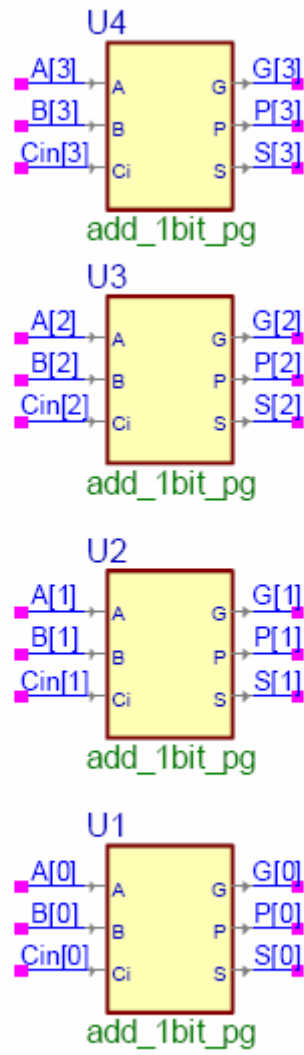 U4
A[3] A G G[3]
B[3] B P P[3]
Cin[3] Ci S S[3]
add_1bit_pg
U3
A[2] A G G[2]
B[2] B P P[2]
Cin[2] Ci S S[2]
add_1bit_pg
U2
A[1] A G G[1]
B[1] B P P[1]
Cin[1] Ci S S[1]
add_1bit_pg
U1
A[0] A G G[0]
B[0] B P P[0]
Cin[0] Ci S S[0]
add_1bit_pg